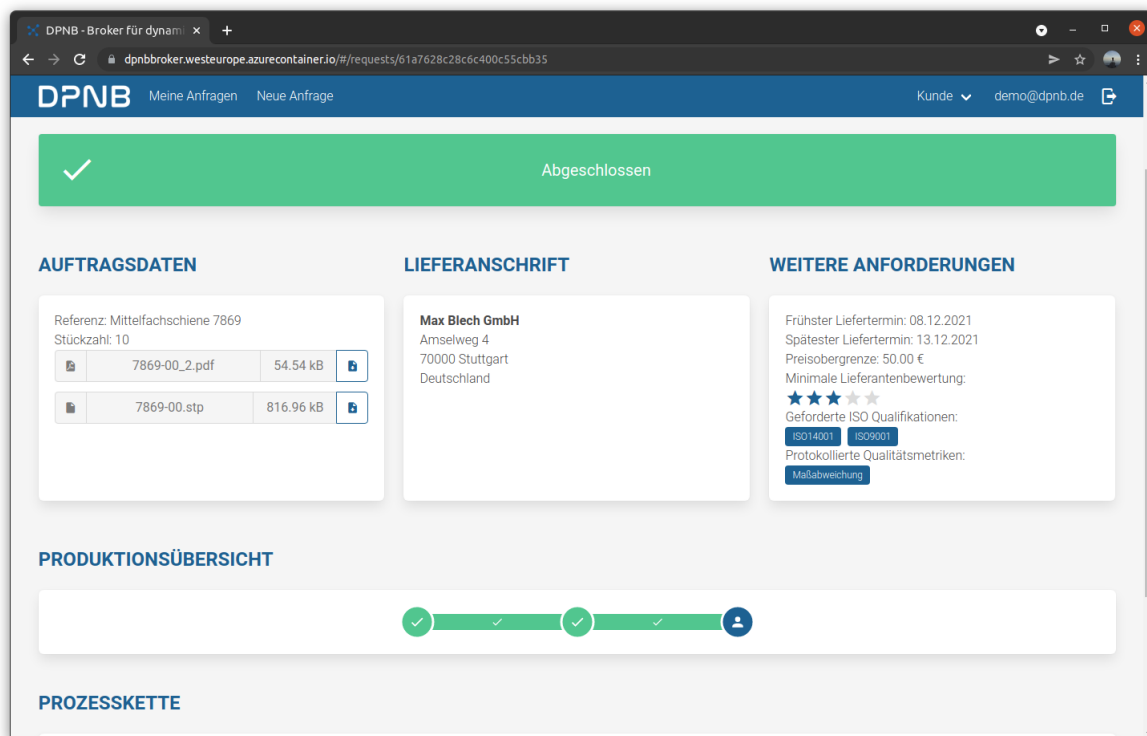 DPNB - Broker für dynami
dpnbbroker.westeurope.azurecontainer.io/#/requests/61a7628c28c6c400c55cbb35
DPNB Meine Anfragen Neue Anfrage Kunde demo@dpnb.de
Abgeschlossen
AUFTRAGSDATEN
Referenz: Mittelfachschiene 7869
Stückzahl: 10
7869-00_2.pdf 54.54 kB
7869-00.stp 816.96 kB
LIEFERANSCHRIFT
Max Blech GmbH
Amselweg 4
70000 Stuttgart
Deutschland
WEITERE ANFORDERUNGEN
Frühster Liefertermin: 08.12.2021
Spätester Liefertermin: 13.12.2021
Preisobergrenze: 50.00 €
Minimale Lieferantenbewertung:
Geforderte ISO Qualifikationen:
ISO14001 ISO9001
Protokollierte Qualitätsmetriken:
Maßabweichung
PRODUKTIONSÜBERSICHT
PROZESSKETTE